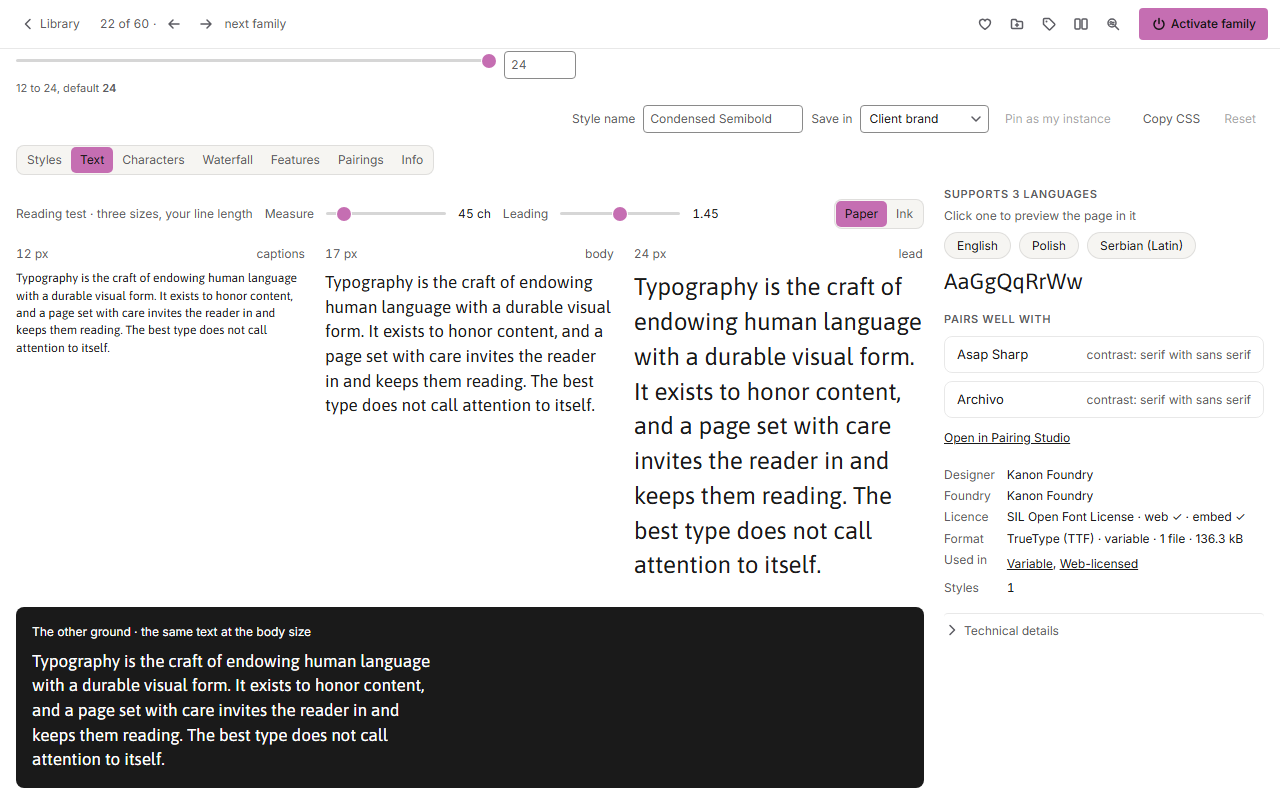 Library 22 of 60 · next family Activate family
24
12 to 24, default 24
Style name Condensed Semibold Save in Client brand Pin as my instance Copy CSS Reset
Styles Text Characters Waterfall Features Pairings Info
Reading test · three sizes, your line length Measure 45 ch Leading 1.45 Paper Ink
12 px captions
Typography is the craft of endowing human language
with a durable visual form. It exists to honor content,
and a page set with care invites the reader in and
keeps them reading. The best type does not call
attention to itself.
17 px body
Typography is the craft of endowing
human language with a durable visual
form. It exists to honor content, and a
page set with care invites the reader
in and keeps them reading. The best
type does not call attention to itself.
24 px lead
Typography is the craft of
endowing human language
with a durable visual form.
It exists to honor content,
and a page set with care
invites the reader in and
keeps them reading. The
best type does not call
attention to itself.
The other ground · the same text at the body size
Typography is the craft of endowing human language
with a durable visual form. It exists to honor content,
and a page set with care invites the reader in and
keeps them reading. The best type does not call
attention to itself.
SUPPORTS 3 LANGUAGES
Click one to preview the page in it
English Polish Serbian (Latin)
AaGgQqRrWw
PAIRS WELL WITH
Asap Sharp contrast: serif with sans serif
Archivo contrast: serif with sans serif
Open in Pairing Studio
Designer Kanon Foundry
Foundry Kanon Foundry
Licence SIL Open Font License · web ✓ · embed ✓
Format TrueType (TTF) · variable · 1 file · 136.3 kB
Used in Variable, Web-licensed
Styles 1
Technical details